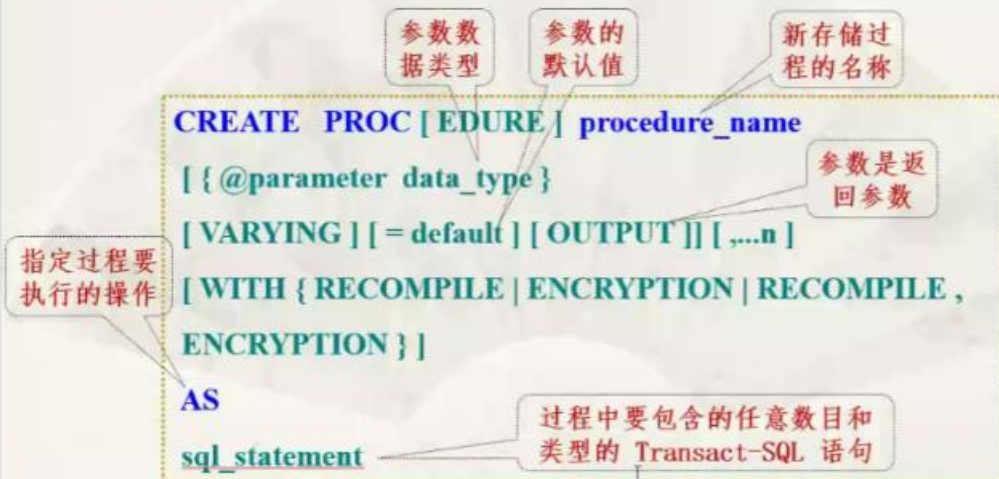 参数数
据类型
参数的
默认值
新存储过
程的名称
CREATE PROC [ EDURE ] procedure_name
[ { @parameter data_type }
参数是返
回参数
[ VARYING ] [ = default ] [ OUTPUT ]] [ ,...n ]
指定过程要
执行的操作
[ WITH { RECOMPILE | ENCRYPTION | RECOMPILE ,
ENCRYPTION } ]
AS
过程中要包含的任意数目和
类型的 Transact-SQL 语句
sql_statement